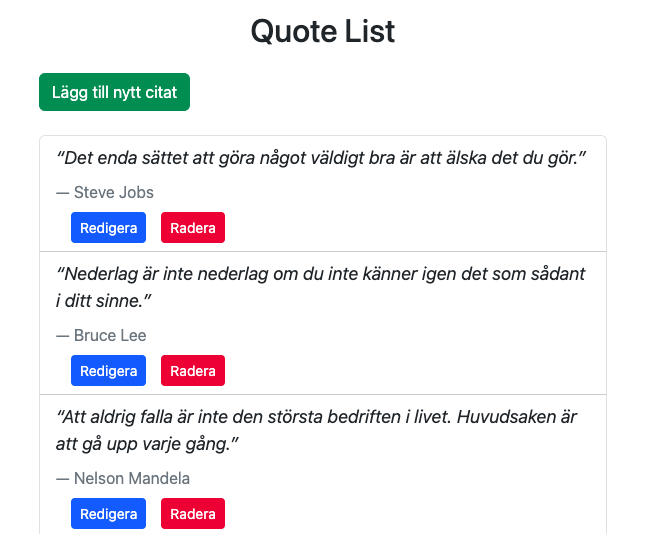 Quote List
Lägg till nytt citat
“Det enda sättet att göra något väldigt bra är att älska det du gör.”
— Steve Jobs
Redigera Radera
“Nederlag är inte nederlag om du inte känner igen det som sådant
i ditt sinne.”
— Bruce Lee
Redigera Radera
“Att aldrig falla är inte den största bedriften i livet. Huvudsaken är
att gå upp varje gång.”
— Nelson Mandela
Redigera Radera